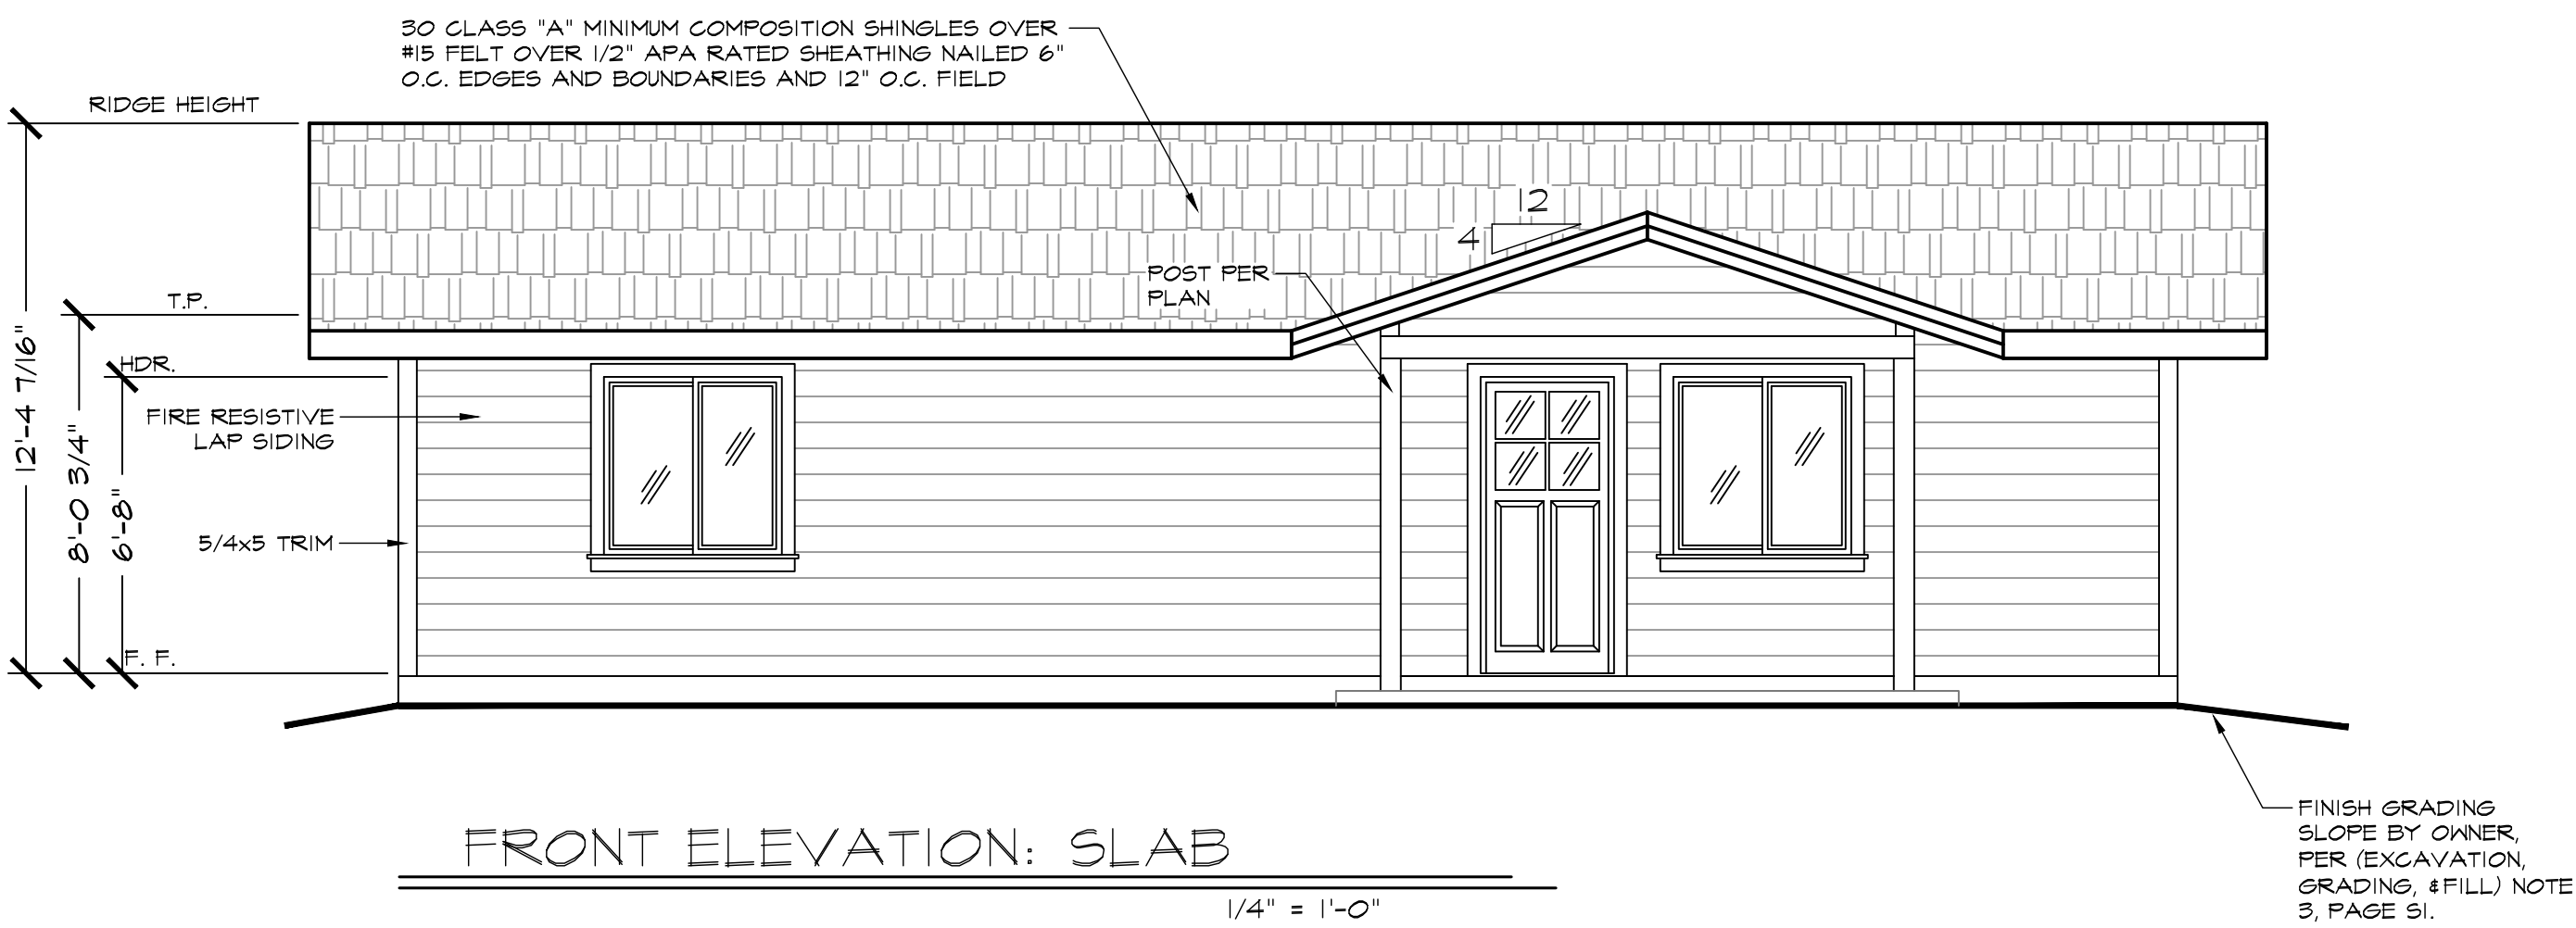 30 CLASS "A" MINIMUM COMPOSITION SHINGLES OVER
#15 FELT OVER 1/2" APA RATED SHEATHING NAILED 6"
O.C. EDGES AND BOUNDARIES AND 12" O.C. FIELD
RIDGE HEIGHT
12
4
POST PER
PLAN
T.P.
HDR.
12'-4 7/16"
8'-0 3/4"
6'-8"
FIRE RESISTIVE
LAP SIDING
5/4x5 TRIM
F. F.
FRONT ELEVATION: SLAB
1/4" = 1'-0"
FINISH GRADING
SLOPE BY OWNER,
PER (EXCAVATION,
GRADING, & FILL) NOTE
3, PAGE S1.